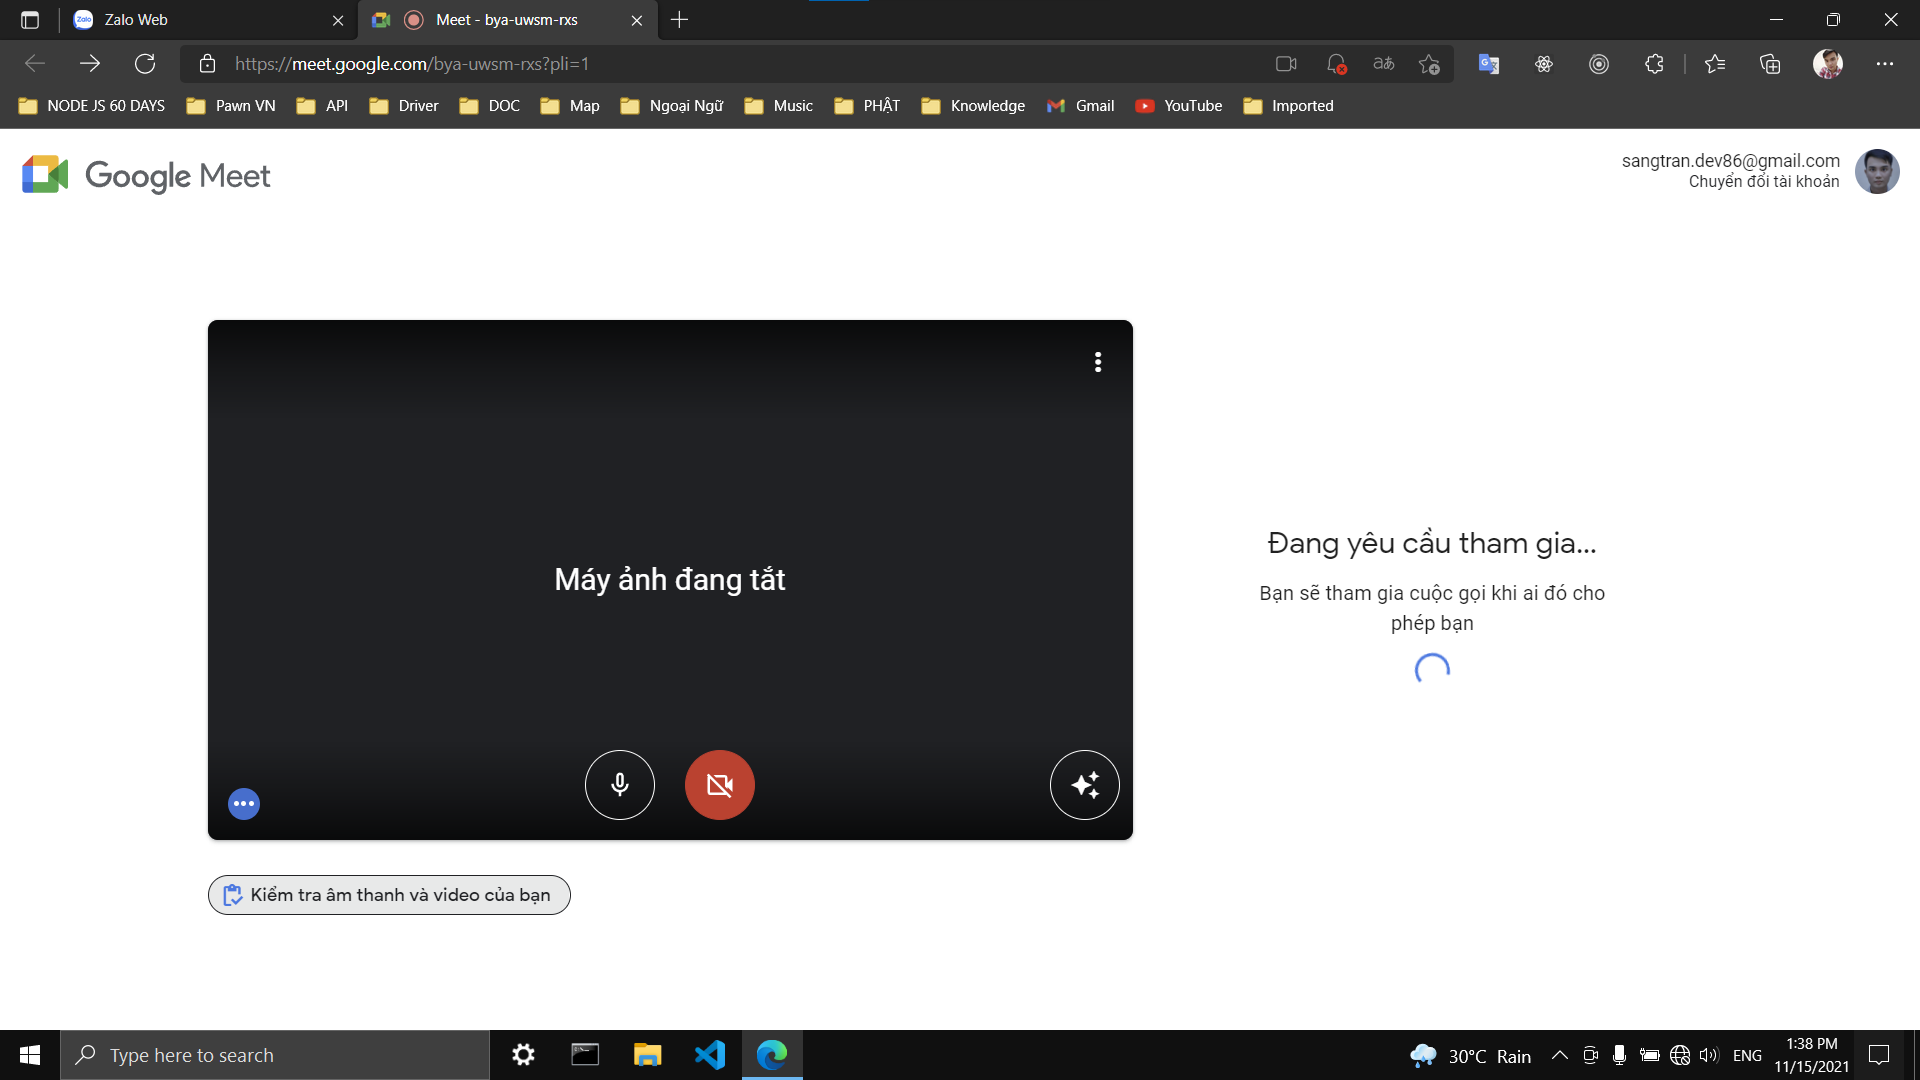 Zalo Web
Meet - bya-uwsm-rxs
https://meet.google.com/bya-uwsm-rxs?pli=1
NODE JS 60 DAYS
Pawn VN
API
Driver
DOC
Map
Ngoại Ngữ
Music
PHẬT
Knowledge
Gmail
YouTube
Imported
Google Meet
sangtran.dev86@gmail.com
Chuyển đổi tài khoản
Máy ảnh đang tắt
Đang yêu cầu tham gia...
Bạn sẽ tham gia cuộc gọi khi ai đó cho
phép bạn
Kiểm tra âm thanh và video của bạn
Type here to search
30°C Rain
ENG
1:38 PM
11/15/2021